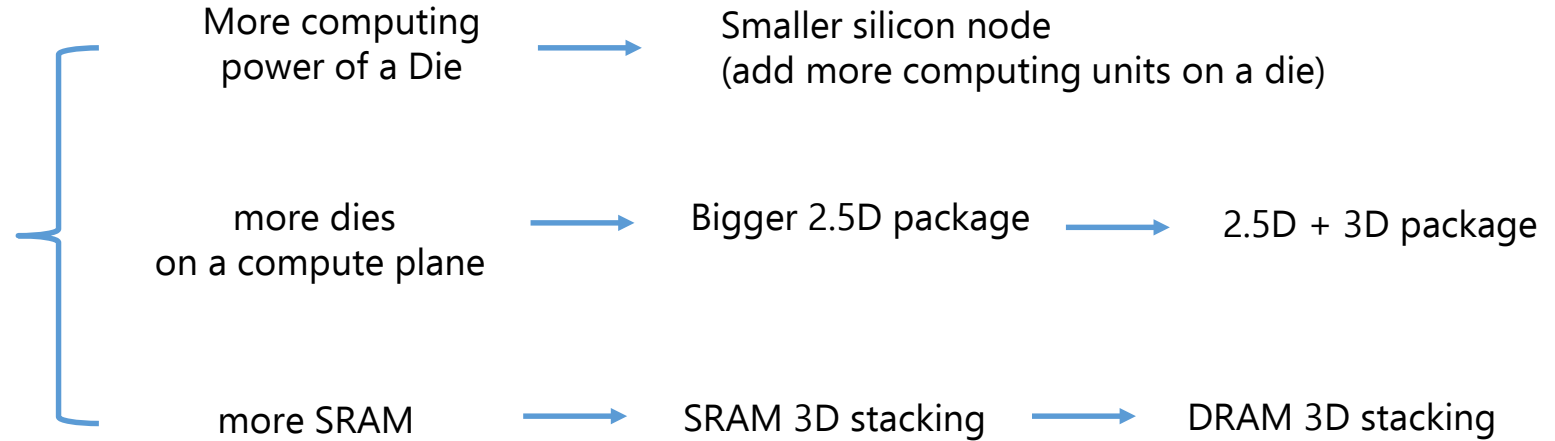 More computing
power of a Die
Smaller silicon node
(add more computing units on a die)
more dies
on a compute plane
Bigger 2.5D package
2.5D + 3D package
more SRAM
SRAM 3D stacking
DRAM 3D stacking